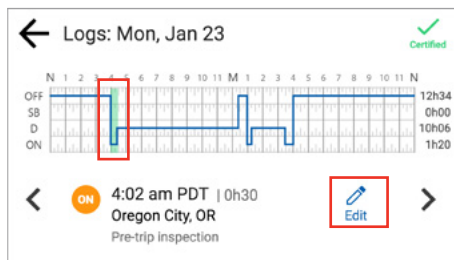 Logs: Mon, Jan 23
Certified
N 1 2 3 4 5 6 7 8 9 10 11 M 1 2 3 4 5 6 7 8 9 10 11 N
OFF 12h34
SB 0h00
D 10h06
ON 1h20
ON 4:02 am PDT | 0h30
Oregon City, OR
Edit
Pre-trip inspection